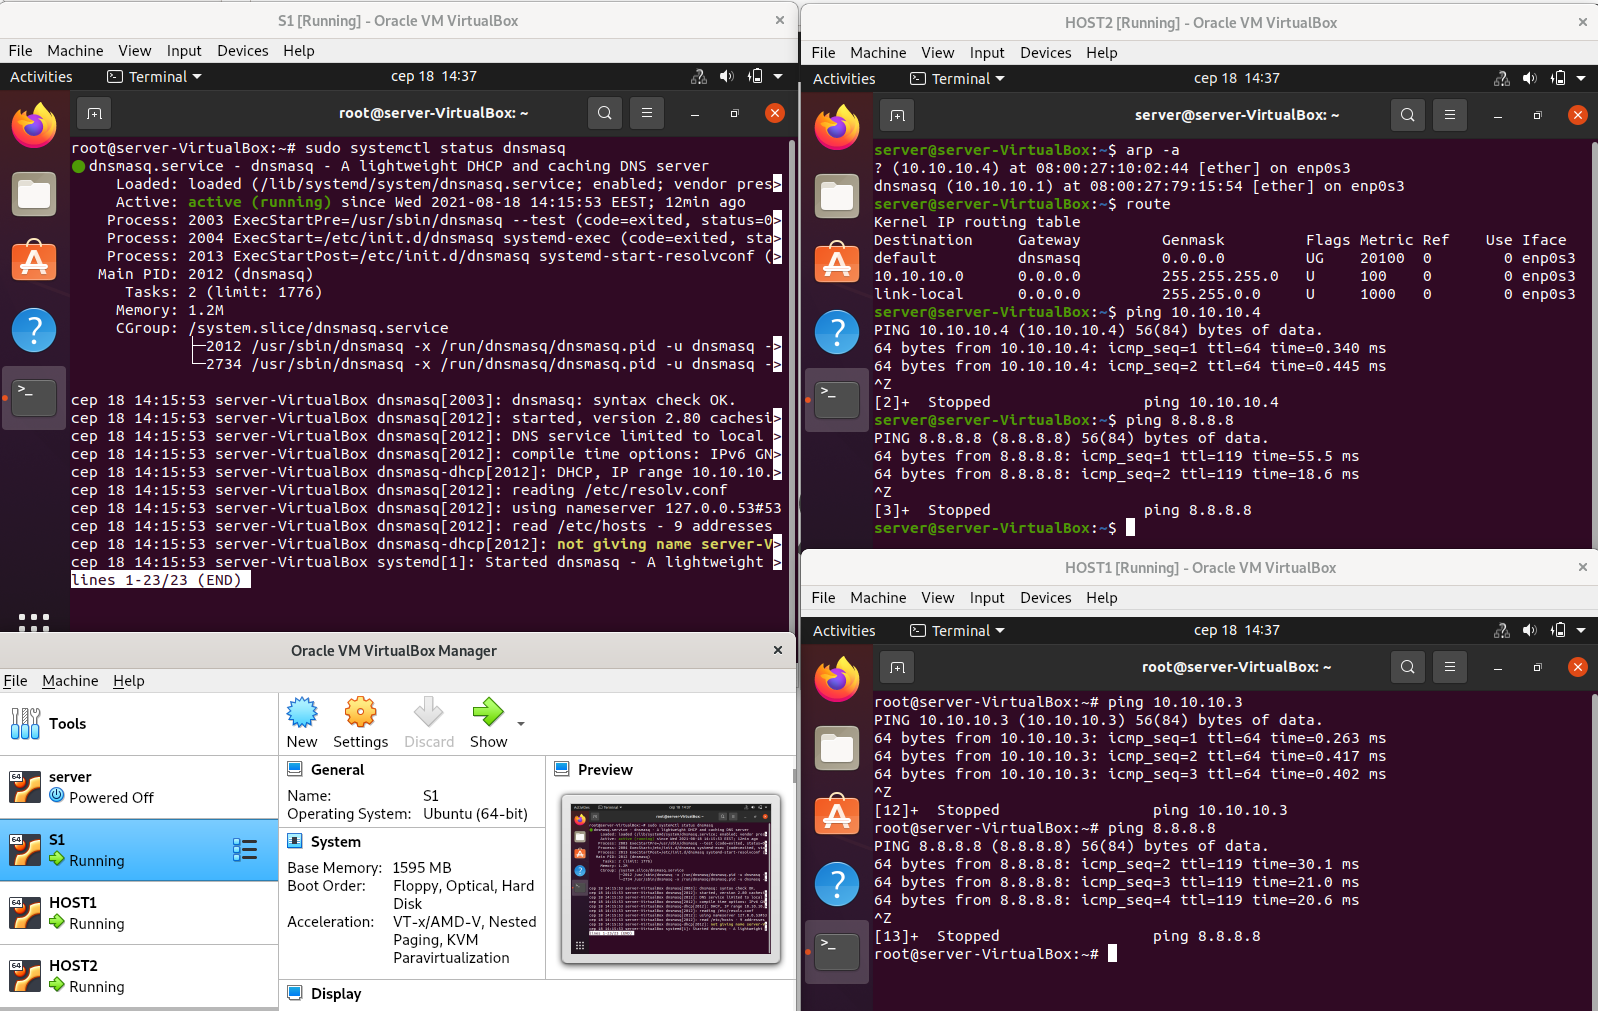 S1 [Running] - Oracle VM VirtualBox
File Machine View Input Devices Help
Activities Terminal сер 18 14:37
root@server-VirtualBox: ~
root@server-VirtualBox:~# sudo systemctl status dnsmasq
dnsmasq.service - dnsmasq - A lightweight DHCP and caching DNS server
Loaded: loaded (/lib/systemd/system/dnsmasq.service; enabled; vendor pres>
Active: active (running) since Wed 2021-08-18 14:15:53 EEST; 12min ago
Process: 2003 ExecStartPre=/usr/sbin/dnsmasq --test (code=exited, status=0>
Process: 2004 ExecStart=/etc/init.d/dnsmasq systemd-exec (code=exited, sta>
Process: 2013 ExecStartPost=/etc/init.d/dnsmasq systemd-start-resolvconf (>
Main PID: 2012 (dnsmasq)
Tasks: 2 (limit: 1776)
Memory: 1.2M
CGroup: /system.slice/dnsmasq.service
├─2012 /usr/sbin/dnsmasq -x /run/dnsmasq/dnsmasq.pid -u dnsmasq ->
└─2734 /usr/sbin/dnsmasq -x /run/dnsmasq/dnsmasq.pid -u dnsmasq ->
сер 18 14:15:53 server-VirtualBox dnsmasq[2003]: dnsmasq: syntax check OK.
сер 18 14:15:53 server-VirtualBox dnsmasq[2012]: started, version 2.80 cachesi>
сер 18 14:15:53 server-VirtualBox dnsmasq[2012]: DNS service limited to local >
сер 18 14:15:53 server-VirtualBox dnsmasq[2012]: compile time options: IPv6 GN>
сер 18 14:15:53 server-VirtualBox dnsmasq-dhcp[2012]: DHCP, IP range 10.10.10.>
сер 18 14:15:53 server-VirtualBox dnsmasq[2012]: reading /etc/resolv.conf
сер 18 14:15:53 server-VirtualBox dnsmasq[2012]: using nameserver 127.0.0.53#53
сер 18 14:15:53 server-VirtualBox dnsmasq[2012]: read /etc/hosts - 9 addresses
сер 18 14:15:53 server-VirtualBox dnsmasq-dhcp[2012]: not giving name server-V>
сер 18 14:15:53 server-VirtualBox systemd[1]: Started dnsmasq - A lightweight >
lines 1-23/23 (END)
HOST2 [Running] - Oracle VM VirtualBox
File Machine View Input Devices Help
Activities Terminal сер 18 14:37
server@server-VirtualBox: ~
server@server-VirtualBox:~$ arp -a
? (10.10.10.4) at 08:00:27:10:02:44 [ether] on enp0s3
dnsmasq (10.10.10.1) at 08:00:27:79:15:54 [ether] on enp0s3
server@server-VirtualBox:~$ route
Kernel IP routing table
Destination Gateway Genmask Flags Metric Ref Use Iface
default dnsmasq 0.0.0.0 UG 20100 0 0 enp0s3
10.10.10.0 0.0.0.0 255.255.255.0 U 100 0 0 enp0s3
link-local 0.0.0.0 255.255.0.0 U 1000 0 0 enp0s3
server@server-VirtualBox:~$ ping 10.10.10.4
PING 10.10.10.4 (10.10.10.4) 56(84) bytes of data.
64 bytes from 10.10.10.4: icmp_seq=1 ttl=64 time=0.340 ms
64 bytes from 10.10.10.4: icmp_seq=2 ttl=64 time=0.445 ms
^Z
[2]+ Stopped ping 10.10.10.4
server@server-VirtualBox:~$ ping 8.8.8.8
PING 8.8.8.8 (8.8.8.8) 56(84) bytes of data.
64 bytes from 8.8.8.8: icmp_seq=1 ttl=119 time=55.5 ms
64 bytes from 8.8.8.8: icmp_seq=2 ttl=119 time=18.6 ms
^Z
[3]+ Stopped ping 8.8.8.8
server@server-VirtualBox:~$
HOST1 [Running] - Oracle VM VirtualBox
File Machine View Input Devices Help
Activities Terminal сер 18 14:37
root@server-VirtualBox: ~
root@server-VirtualBox:~# ping 10.10.10.3
PING 10.10.10.3 (10.10.10.3) 56(84) bytes of data.
64 bytes from 10.10.10.3: icmp_seq=1 ttl=64 time=0.263 ms
64 bytes from 10.10.10.3: icmp_seq=2 ttl=64 time=0.417 ms
64 bytes from 10.10.10.3: icmp_seq=3 ttl=64 time=0.402 ms
^Z
[12]+ Stopped ping 10.10.10.3
root@server-VirtualBox:~# ping 8.8.8.8
PING 8.8.8.8 (8.8.8.8) 56(84) bytes of data.
64 bytes from 8.8.8.8: icmp_seq=2 ttl=119 time=30.1 ms
64 bytes from 8.8.8.8: icmp_seq=3 ttl=119 time=21.0 ms
64 bytes from 8.8.8.8: icmp_seq=4 ttl=119 time=20.6 ms
^Z
[13]+ Stopped ping 8.8.8.8
root@server-VirtualBox:~#
Oracle VM VirtualBox Manager
File Machine Help
Tools
New Settings Discard Show
64 server
Powered Off
64 S1
Running
64 HOST1
Running
64 HOST2
Running
General
Name: S1
Operating System: Ubuntu (64-bit)
System
Base Memory: 1595 MB
Boot Order: Floppy, Optical, Hard
Disk
Acceleration: VT-x/AMD-V, Nested
Paging, KVM
Paravirtualization
Display
Preview